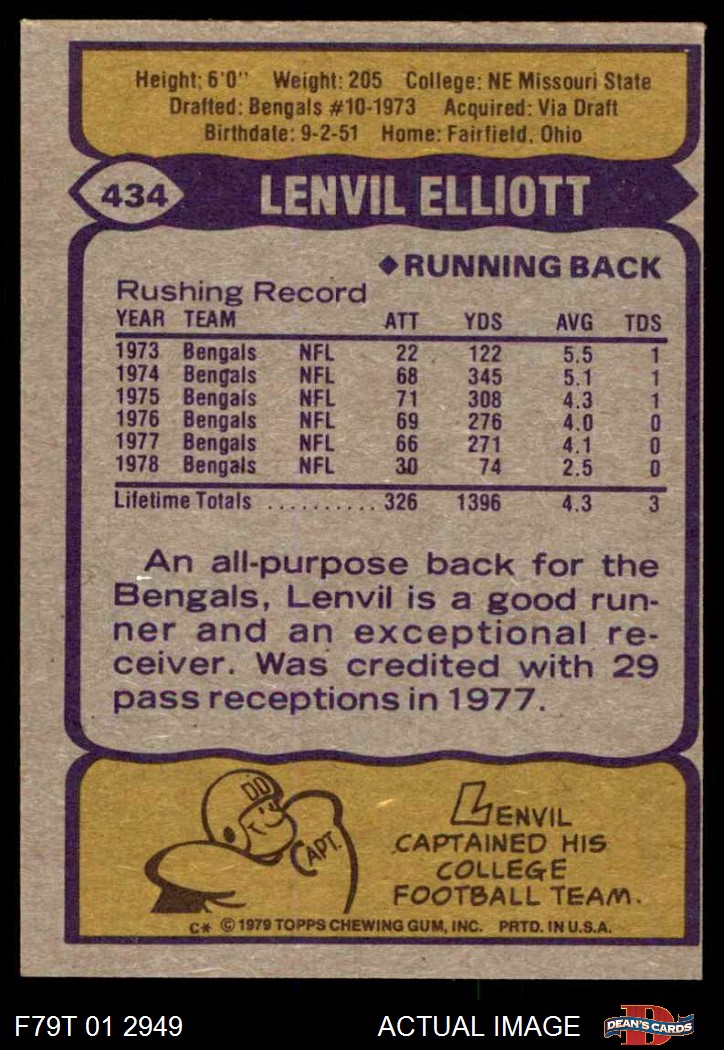 Height: 6'0" Weight: 205 College: NE Missouri State
Drafted: Bengals #10-1973 Acquired: Via Draft
Birthdate: 9-2-51 Home: Fairfield, Ohio
434 LENVIL ELLIOTT
◆RUNNING BACK
Rushing Record
YEAR TEAM ATT YDS AVG TDS
1973 Bengals NFL 22 122 5.5 1
1974 Bengals NFL 68 345 5.1 1
1975 Bengals NFL 71 308 4.3 1
1976 Bengals NFL 69 276 4.0 0
1977 Bengals NFL 66 271 4.1 0
1978 Bengals NFL 30 74 2.5 0
Lifetime Totals .......... 326 1396 4.3 3
An all-purpose back for the
Bengals, Lenvil is a good run-
ner and an exceptional re-
ceiver. Was credited with 29
pass receptions in 1977.
DD
CAPT.
LENVIL
CAPTAINED HIS
COLLEGE
FOOTBALL TEAM.
C* © 1979 TOPPS CHEWING GUM, INC. PRTD. IN U.S.A.
F79T 01 2949 ACTUAL IMAGE D DEAN'S CARDS